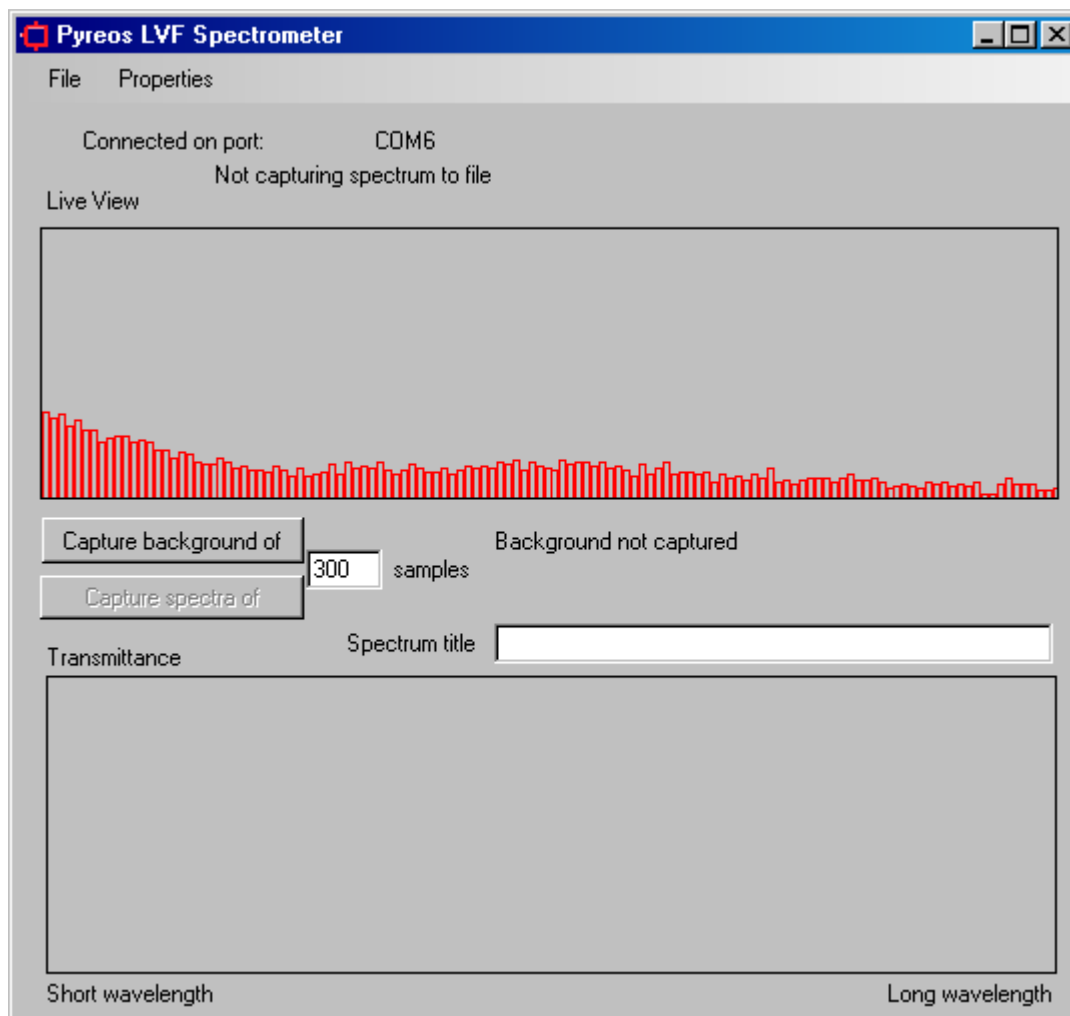 Pyreos LVF Spectrometer
File Properties
Connected on port: COM6
Not capturing spectrum to file
Live View
Capture background of
300 samples
Background not captured
Capture spectra of
Spectrum title
Transmittance
Short wavelength Long wavelength